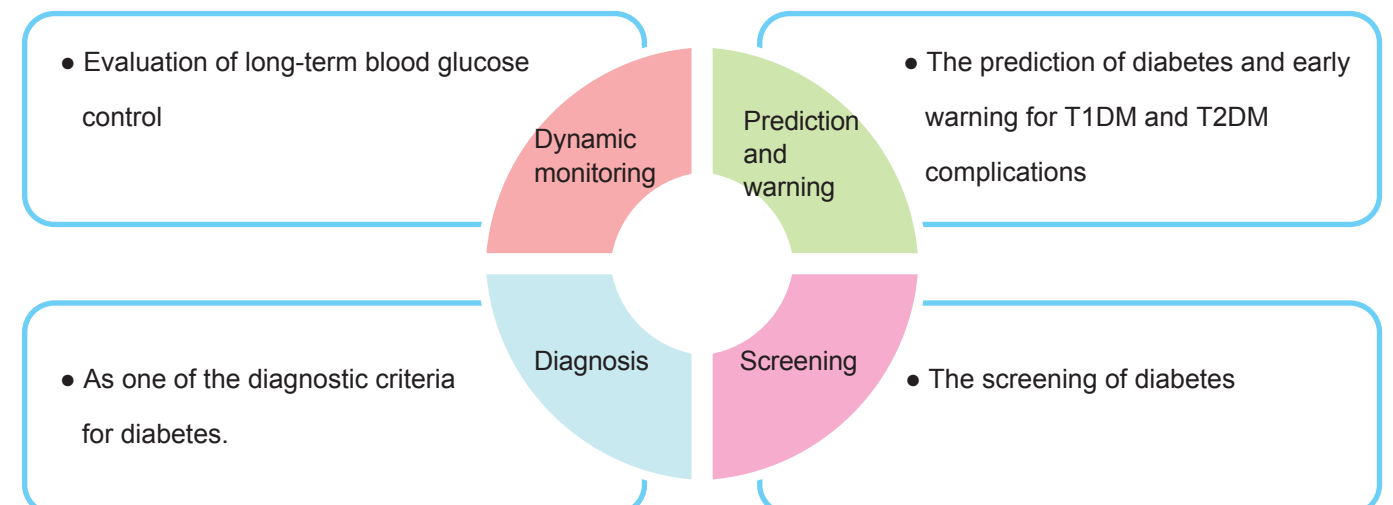 ● Evaluation of long-term blood glucose
control
Dynamic
monitoring
Prediction
and
warning
● The prediction of diabetes and early
warning for T1DM and T2DM
complications
● As one of the diagnostic criteria
for diabetes.
Diagnosis
Screening
● The screening of diabetes